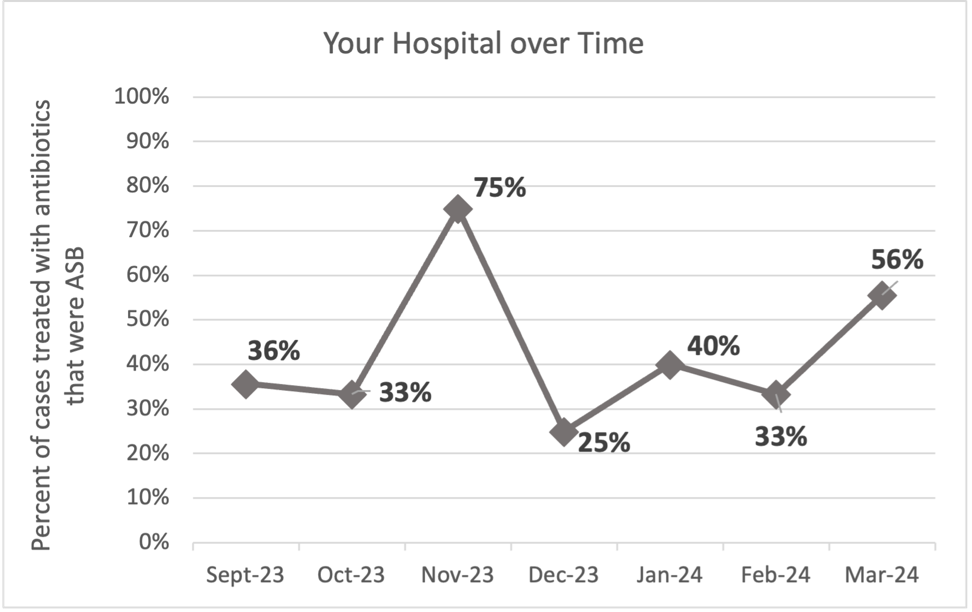 Your Hospital over Time
Percent of cases treated with antibiotics
that were ASB
100%
90%
80%
70%
60%
50%
40%
30%
20%
10%
0%
36%
33%
75%
25%
40%
33%
56%
Sept-23
Oct-23
Nov-23
Dec-23
Jan-24
Feb-24
Mar-24